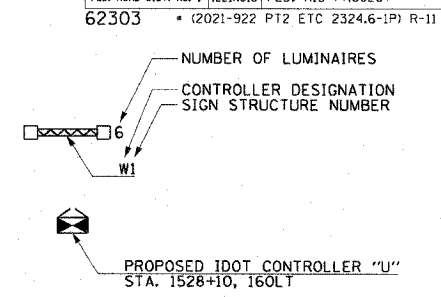 62303 * (2021-922 PT2 ETC 2324.6-1P) R-11
NUMBER OF LUMINAIRES
CONTROLLER DESIGNATION
SIGN STRUCTURE NUMBER
6
W1
PROPOSED IDOT CONTROLLER "U"
STA. 1528+10, 160LT